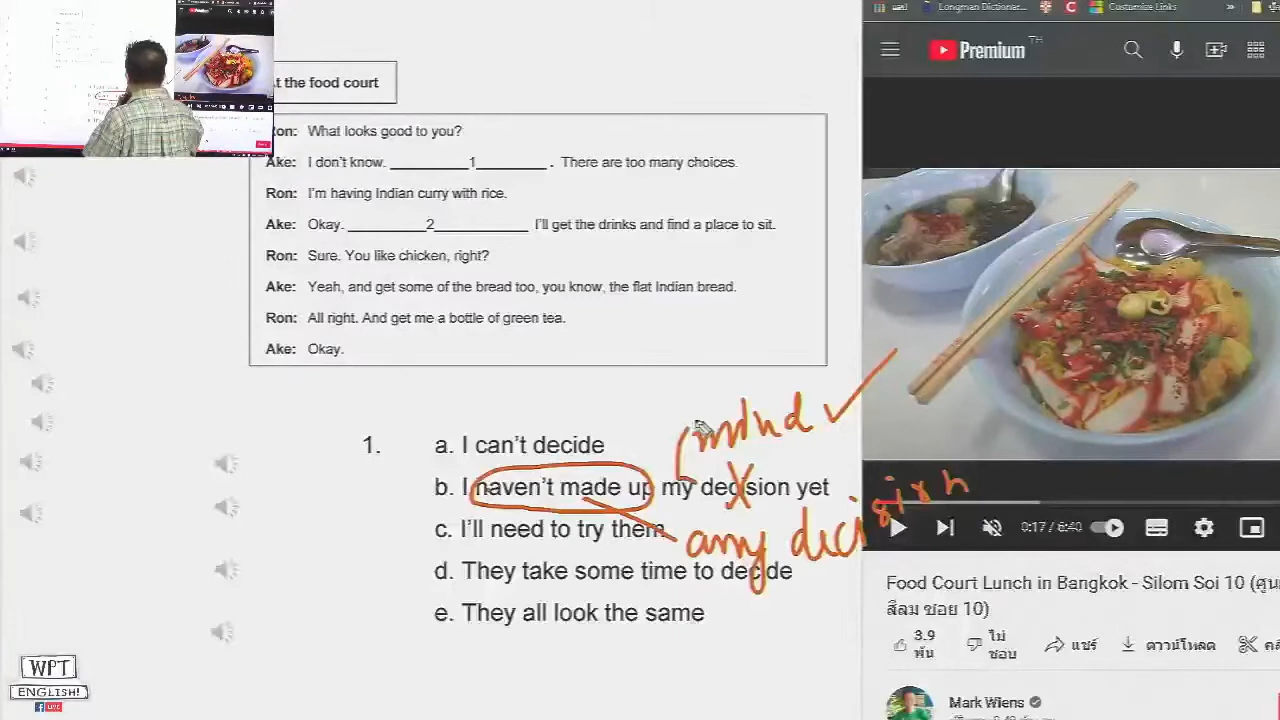 Longman Dictionar...
Customize Links
Premium TH
t the food court
Ron: What looks good to you?
Ake: I don't know. __________1__________ . There are too many choices.
Ron: I'm having Indian curry with rice.
Ake: Okay. __________2__________ I'll get the drinks and find a place to sit.
Ron: Sure. You like chicken, right?
Ake: Yeah, and get some of the bread too, you know, the flat Indian bread.
Ron: All right. And get me a bottle of green tea.
Ake: Okay.
mind ✓
1. a. I can't decide
b. I haven't made up my decision yet
c. I'll need to try them
any decision
d. They take some time to decide
e. They all look the same
0:17 / 6:40
Food Court Lunch in Bangkok - Silom Soi 10 (ศูน
สีลม ซอย 10)
3.9 พัน
ไม่ชอบ
แชร์
ดาวน์โหลด
Mark Wiens
WPT
ENGLISH!
LIVE